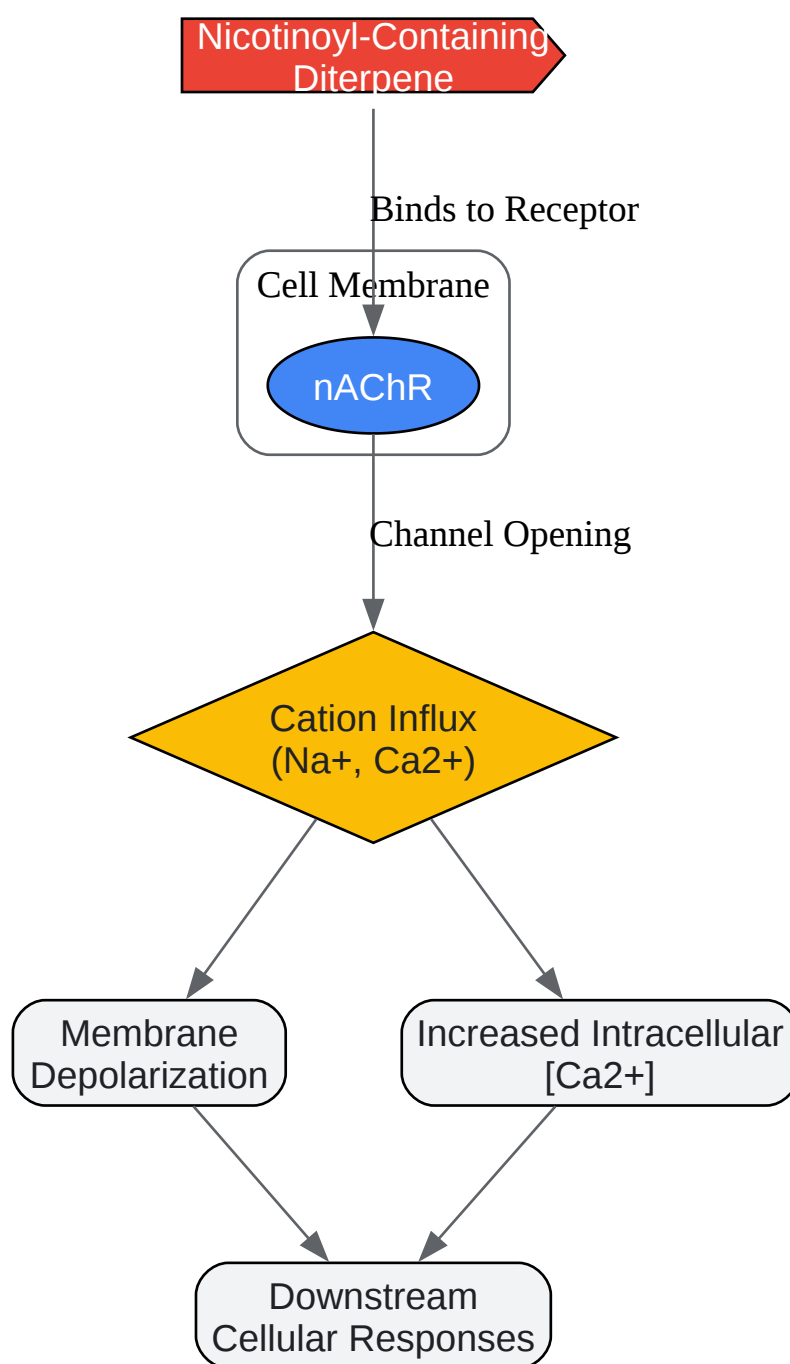 Nicotinoyl-Containing
Diterpene
Binds to Receptor
Cell Membrane
nAChR
Channel Opening
Cation Influx
(Na+, Ca2+)
Membrane
Depolarization
Increased Intracellular
[Ca2+]
Downstream
Cellular Responses